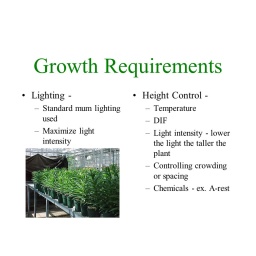 Growth Requirements
• Lighting -
– Standard mum lighting
used
– Maximize light
intensity
• Height Control -
– Temperature
– DIF
– Light intensity - lower
the light the taller the
plant
– Controlling crowding
or spacing
– Chemicals - ex. A-rest